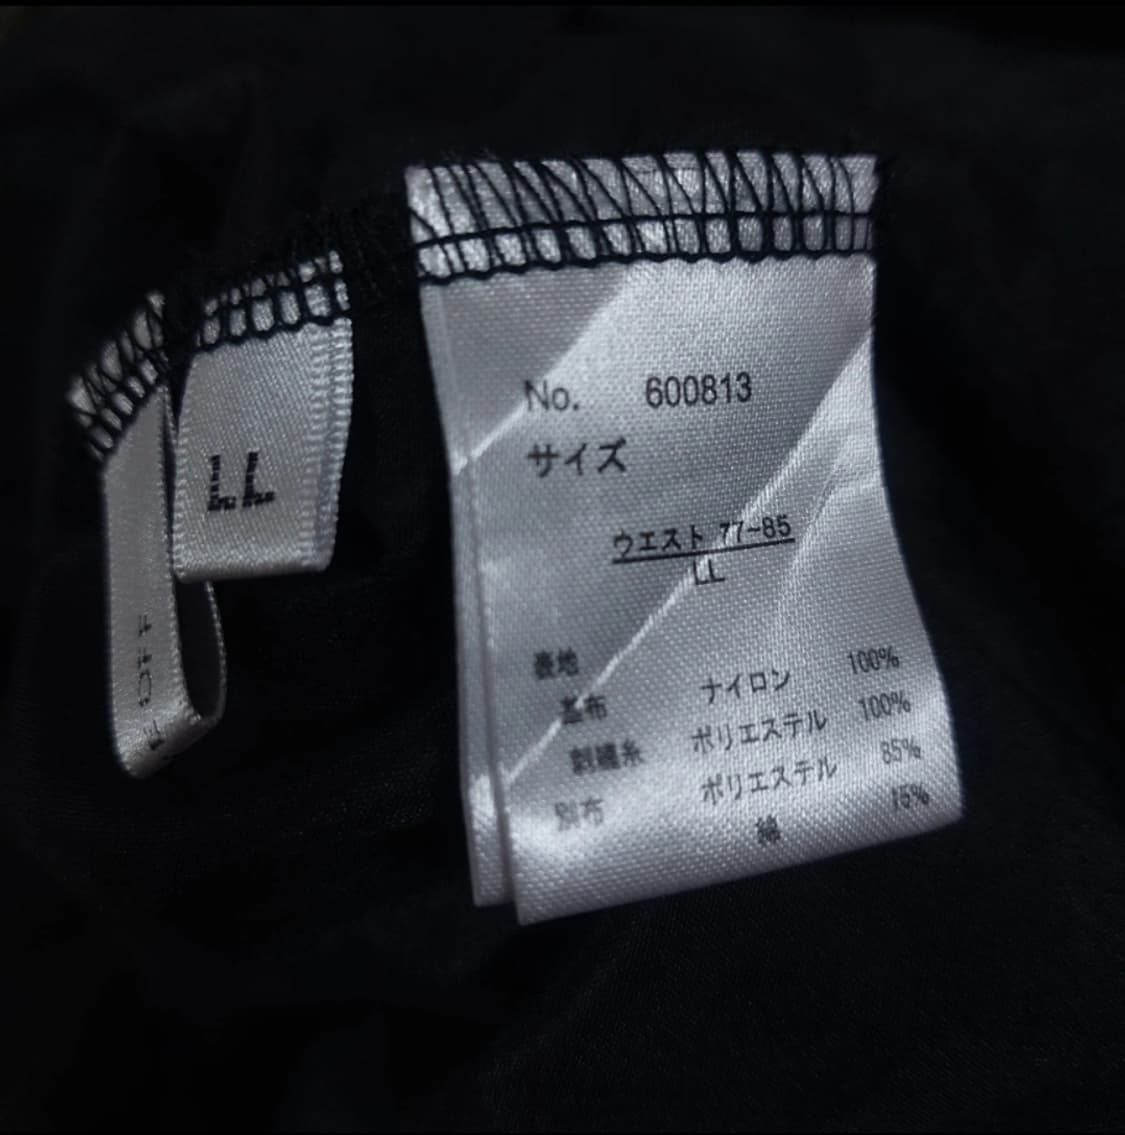 LL
No. 600813
サイズ
ウエスト 77-85
LL
表地
基布 ナイロン 100%
刺繍糸 ポリエステル 100%
別布 ポリエステル 85%
綿 15%